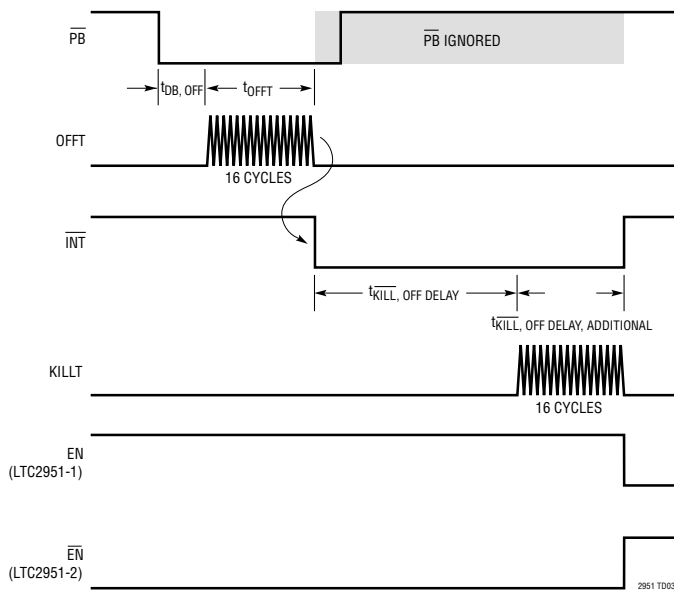 PB
PB IGNORED
tDB, OFF
tOFFT
OFFT
16 CYCLES
INT
tKILL, OFF DELAY
tKILL, OFF DELAY, ADDITIONAL
KILLT
16 CYCLES
EN
(LTC2951-1)
EN
(LTC2951-2)
2951 TD03